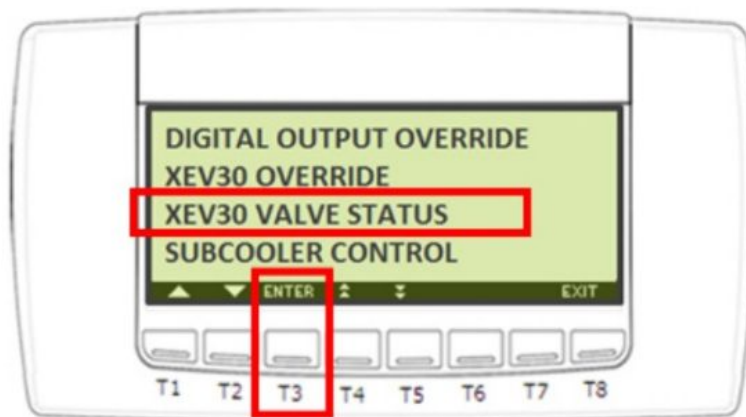 DIGITAL OUTPUT OVERRIDE
XEV30 OVERRIDE
XEV30 VALVE STATUS
SUBCOOLER CONTROL
ENTER EXIT
T1 T2 T3 T4 T5 T6 T7 T8